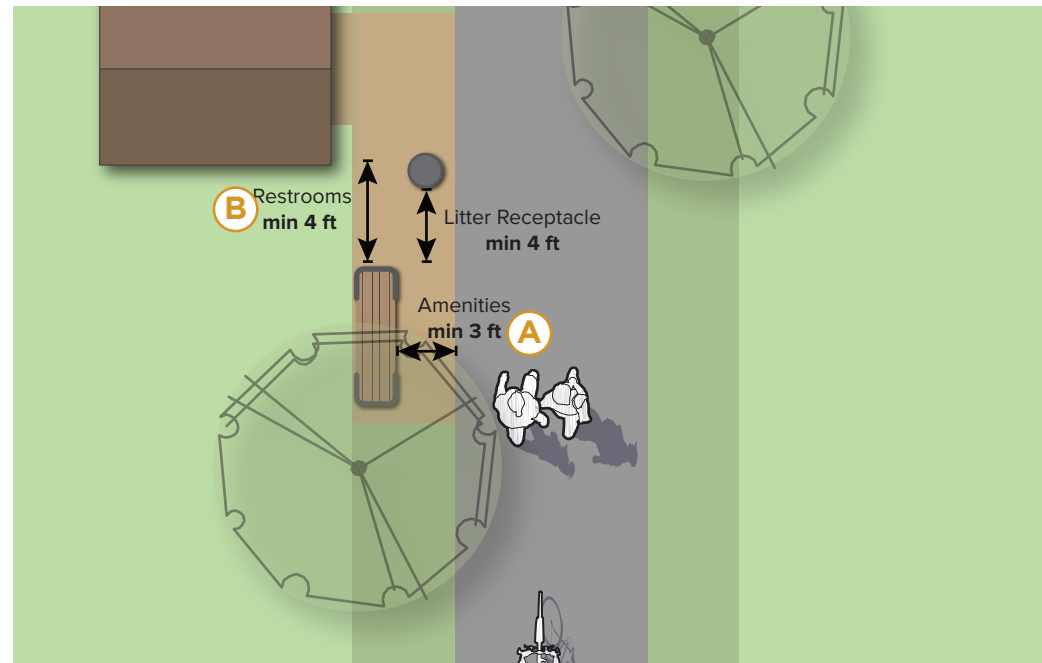 B
Restrooms
min 4 ft
Litter Receptacle
min 4 ft
Amenities
min 3 ft
A